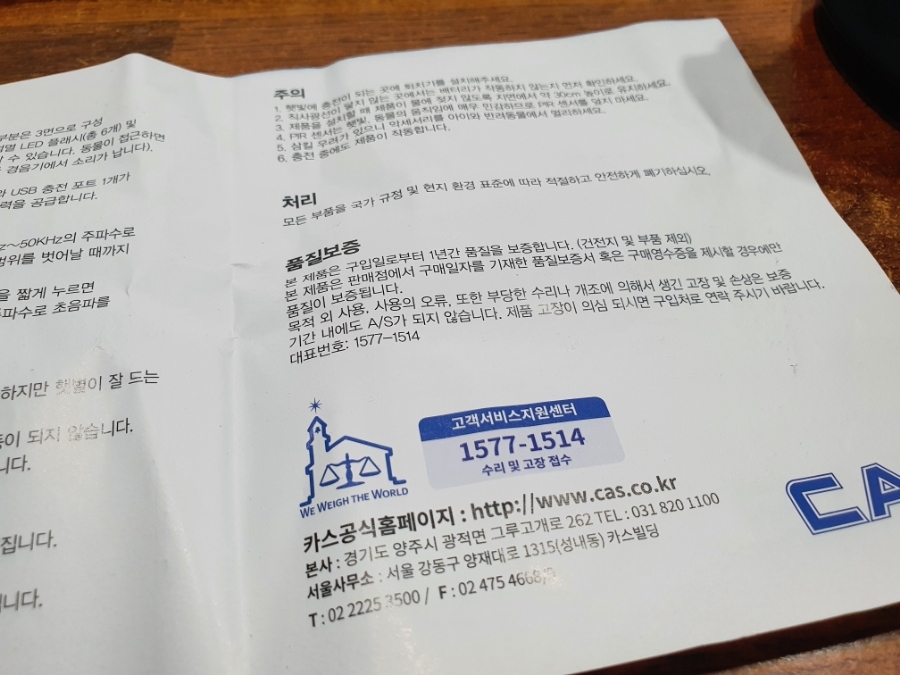 부분은 3면으로 구성
LED 플래시(총 6개) 및
수 있습니다. 동물이 접근하면
경음기에서 소리가 납니다).
USB 충전 포트 1개가
력을 공급합니다.
z~50KHz의 주파수로
범위를 벗어날 때까지
을 짧게 누르면
주파수로 초음파를
하지만 햇볕이 잘 드는
동이 되지 않습니다.
니다.
집니다.
니다.
주의
1. 햇빛에 충전이 되는 곳에 퇴치기를 설치해주세요.
2. 직사광선이 닿지 않는 곳에서는 배터리가 작동하지 않는지 먼저 확인하세요.
3. 제품을 설치할 때 제품이 물에 젖지 않도록 지면에서 약 30cm 높이로 유지하세요.
4. PIR 센서는 햇빛, 동물의 움직임에 매우 민감하므로 PIR 센서를 덮지 마세요.
5. 삼킬 우려가 있으니 악세서리를 아이와 반려동물에서 멀리하세요.
6. 충전 중에도 제품이 작동합니다.
처리
모든 부품을 국가 규정 및 현지 환경 표준에 따라 적절하고 안전하게 폐기하십시오.
품질보증
본 제품은 구입일로부터 1년간 품질을 보증합니다. (건전지 및 부품 제외)
본 제품은 판매점에서 구매일자를 기재한 품질보증서 혹은 구매영수증을 제시할 경우에만
품질이 보증됩니다.
목적 외 사용, 사용의 오류, 또한 부당한 수리나 개조에 의해서 생긴 고장 및 손상은 보증
기간 내에도 A/S가 되지 않습니다. 제품 고장이 의심 되시면 구입처로 연락 주시기 바랍니다.
대표번호: 1577-1514
고객서비스지원센터
1577-1514
수리 및 고장 접수
WE WEIGH THE WORLD
카스공식홈페이지 : http://www.cas.co.kr
본사 : 경기도 양주시 광적면 그루고개로 262 TEL : 031 820 1100
서울사무소 : 서울 강동구 양재대로 1315(성내동) 카스빌딩
T : 02 2225 3500 / F : 02 475 4668/9
CA